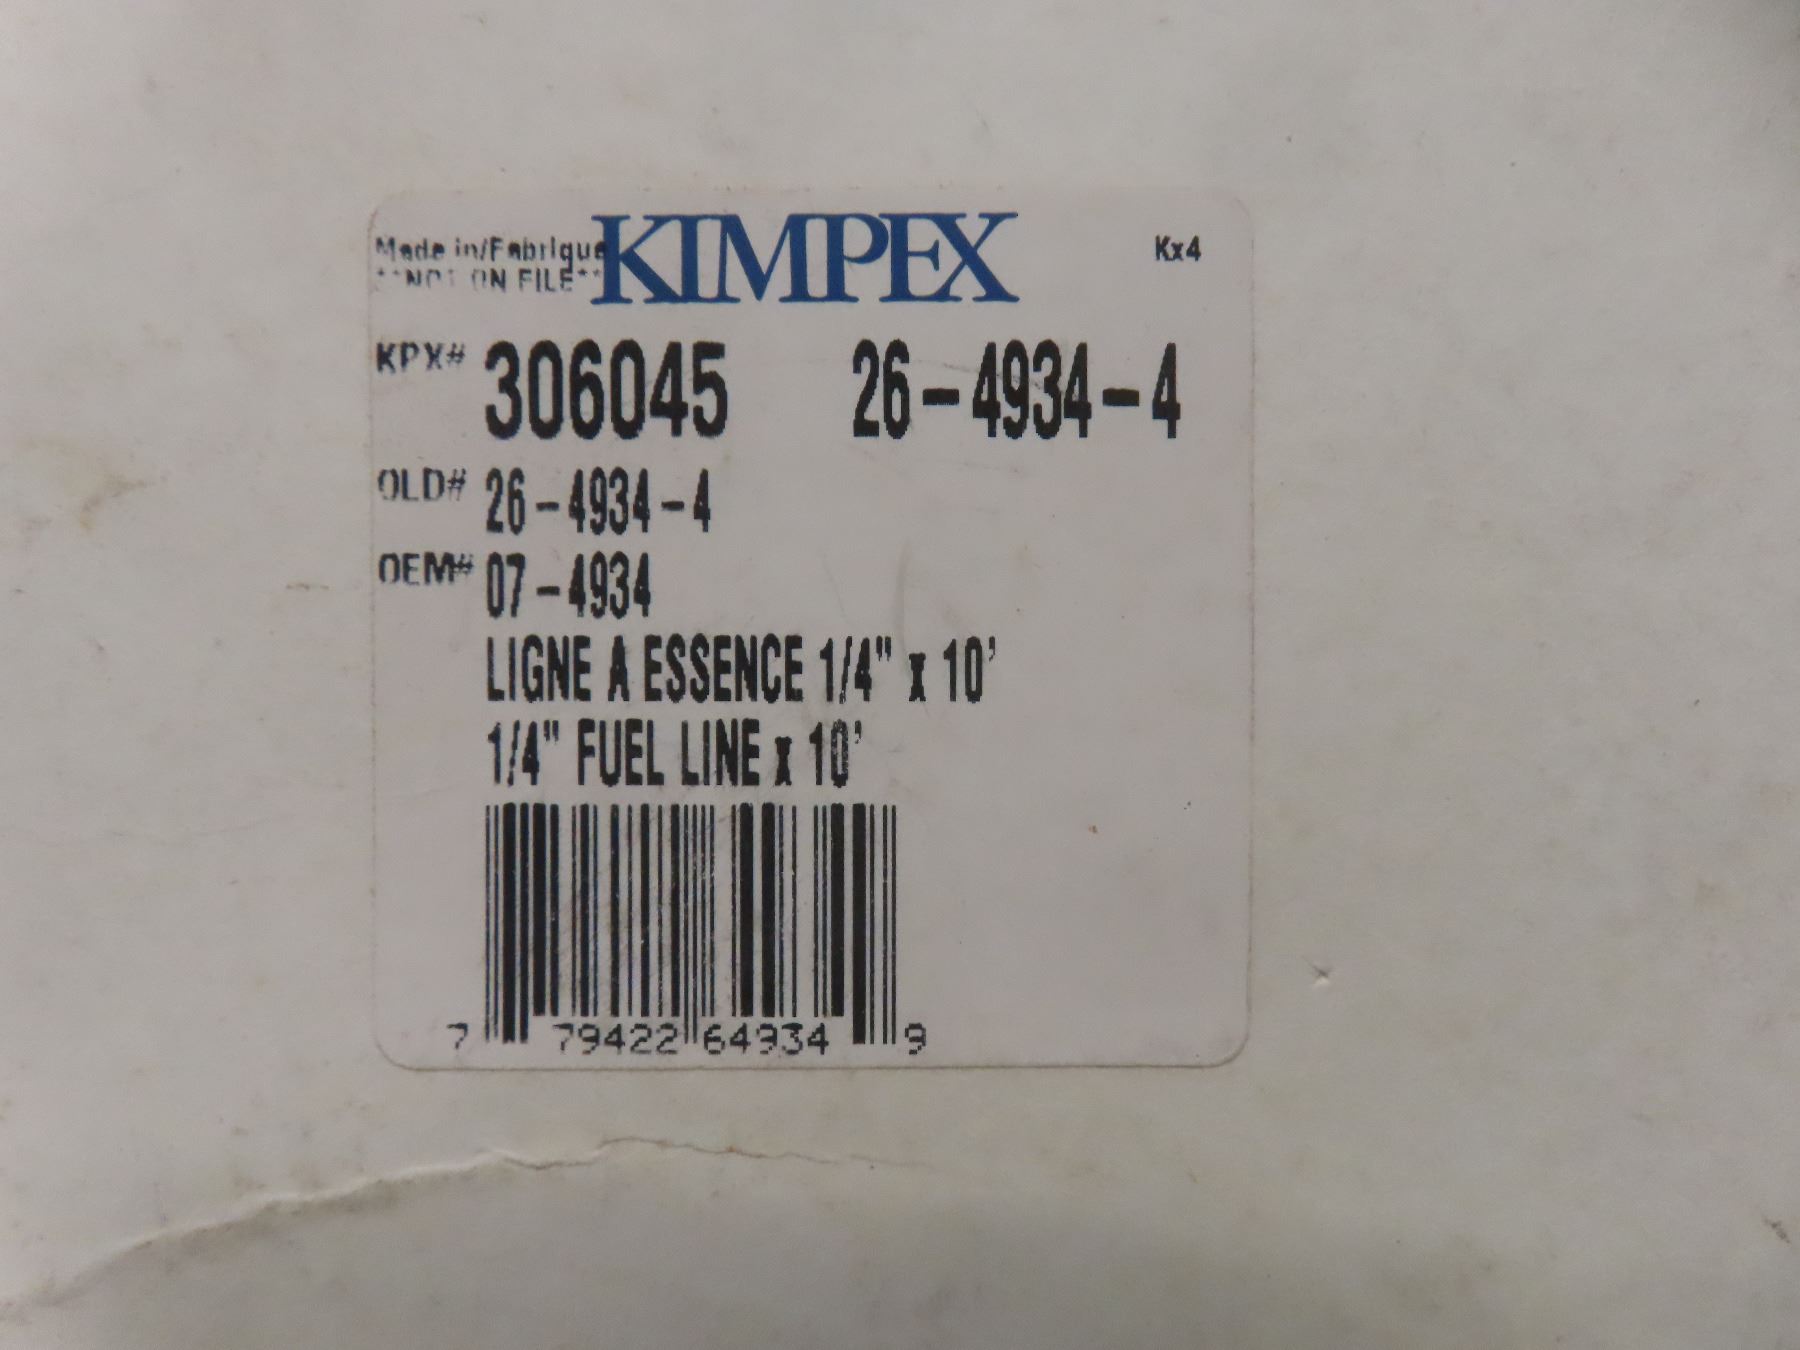 Made in/Fabrique
KIMPEX
Kx4
**NOT ON FILE**
KPX# 306045 26-4934-4
OLD# 26-4934-4
OEM# 07-4934
LIGNE A ESSENCE 1/4" x 10'
1/4" FUEL LINE x 10'
7 79422 64934 9